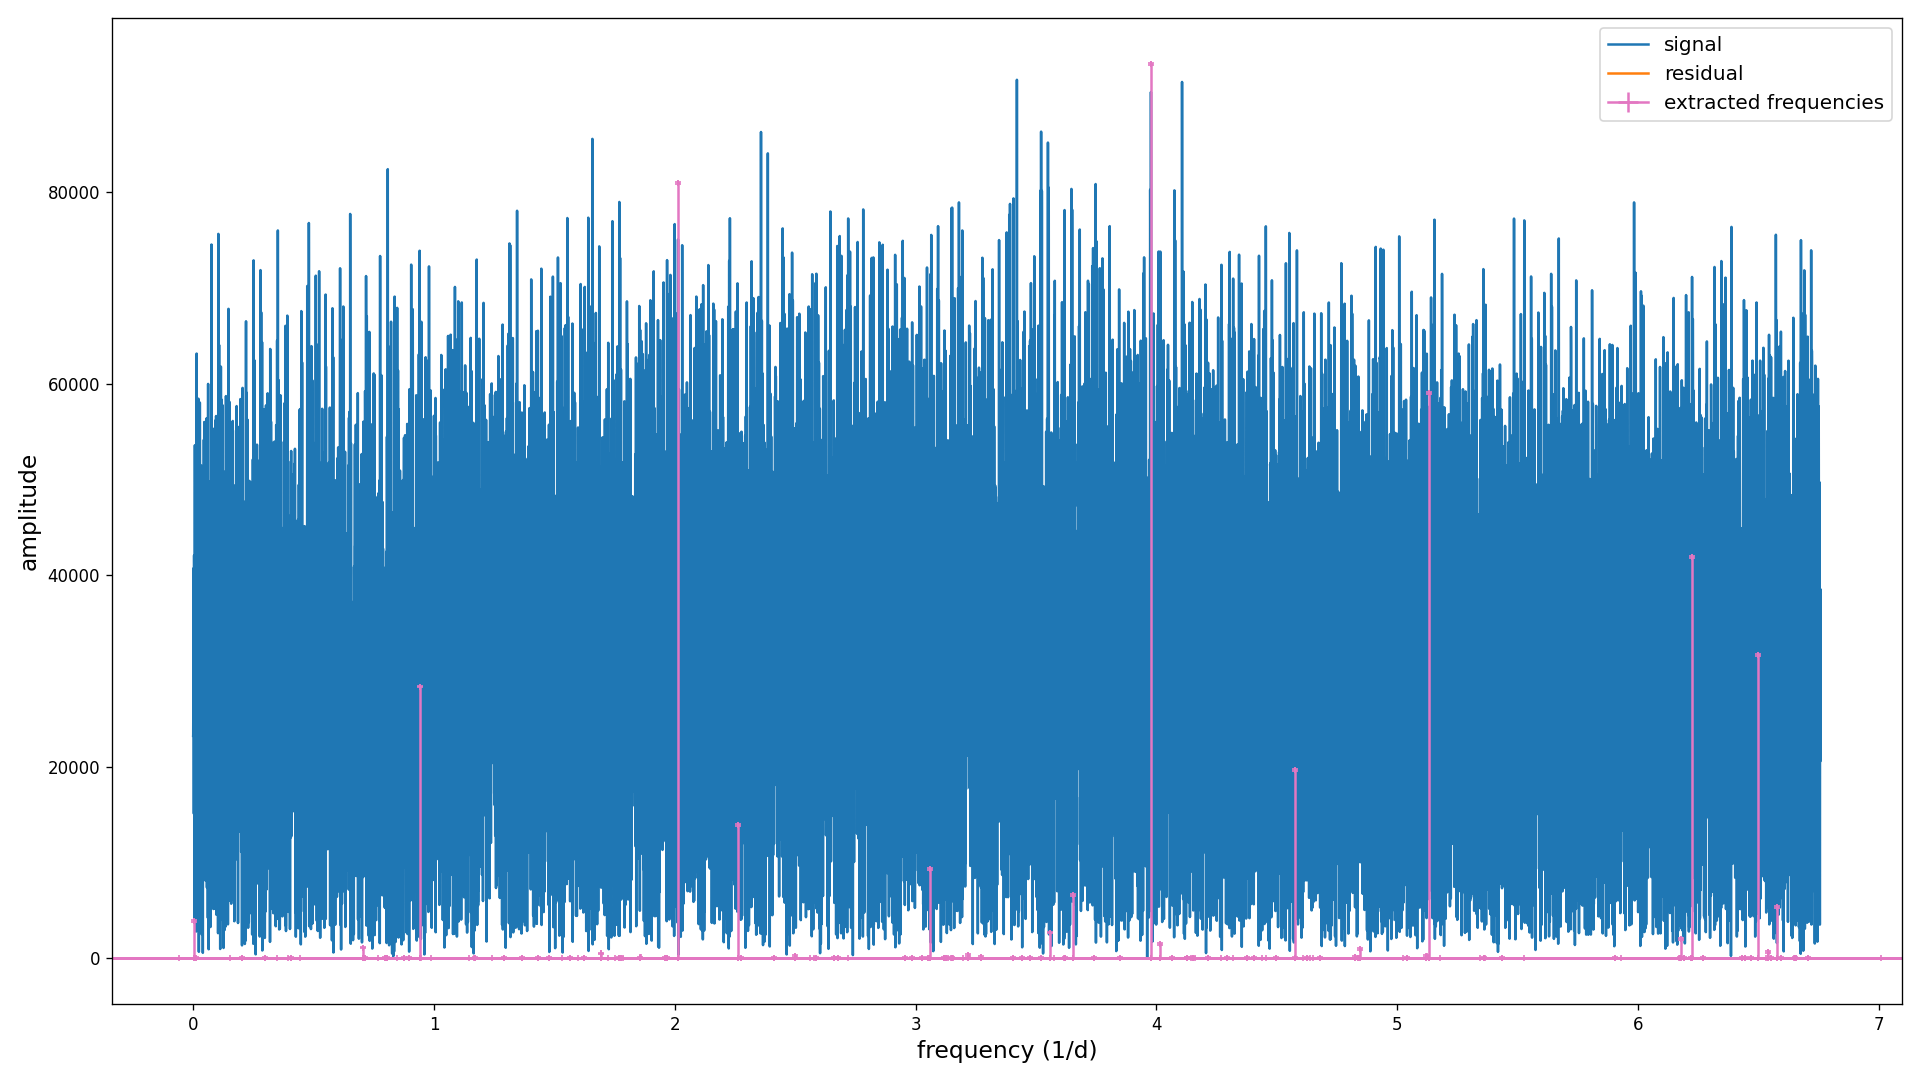 signal
residual
extracted frequencies
amplitude
80000
60000
40000
20000
0
0 1 2 3 4 5 6 7
frequency (1/d)